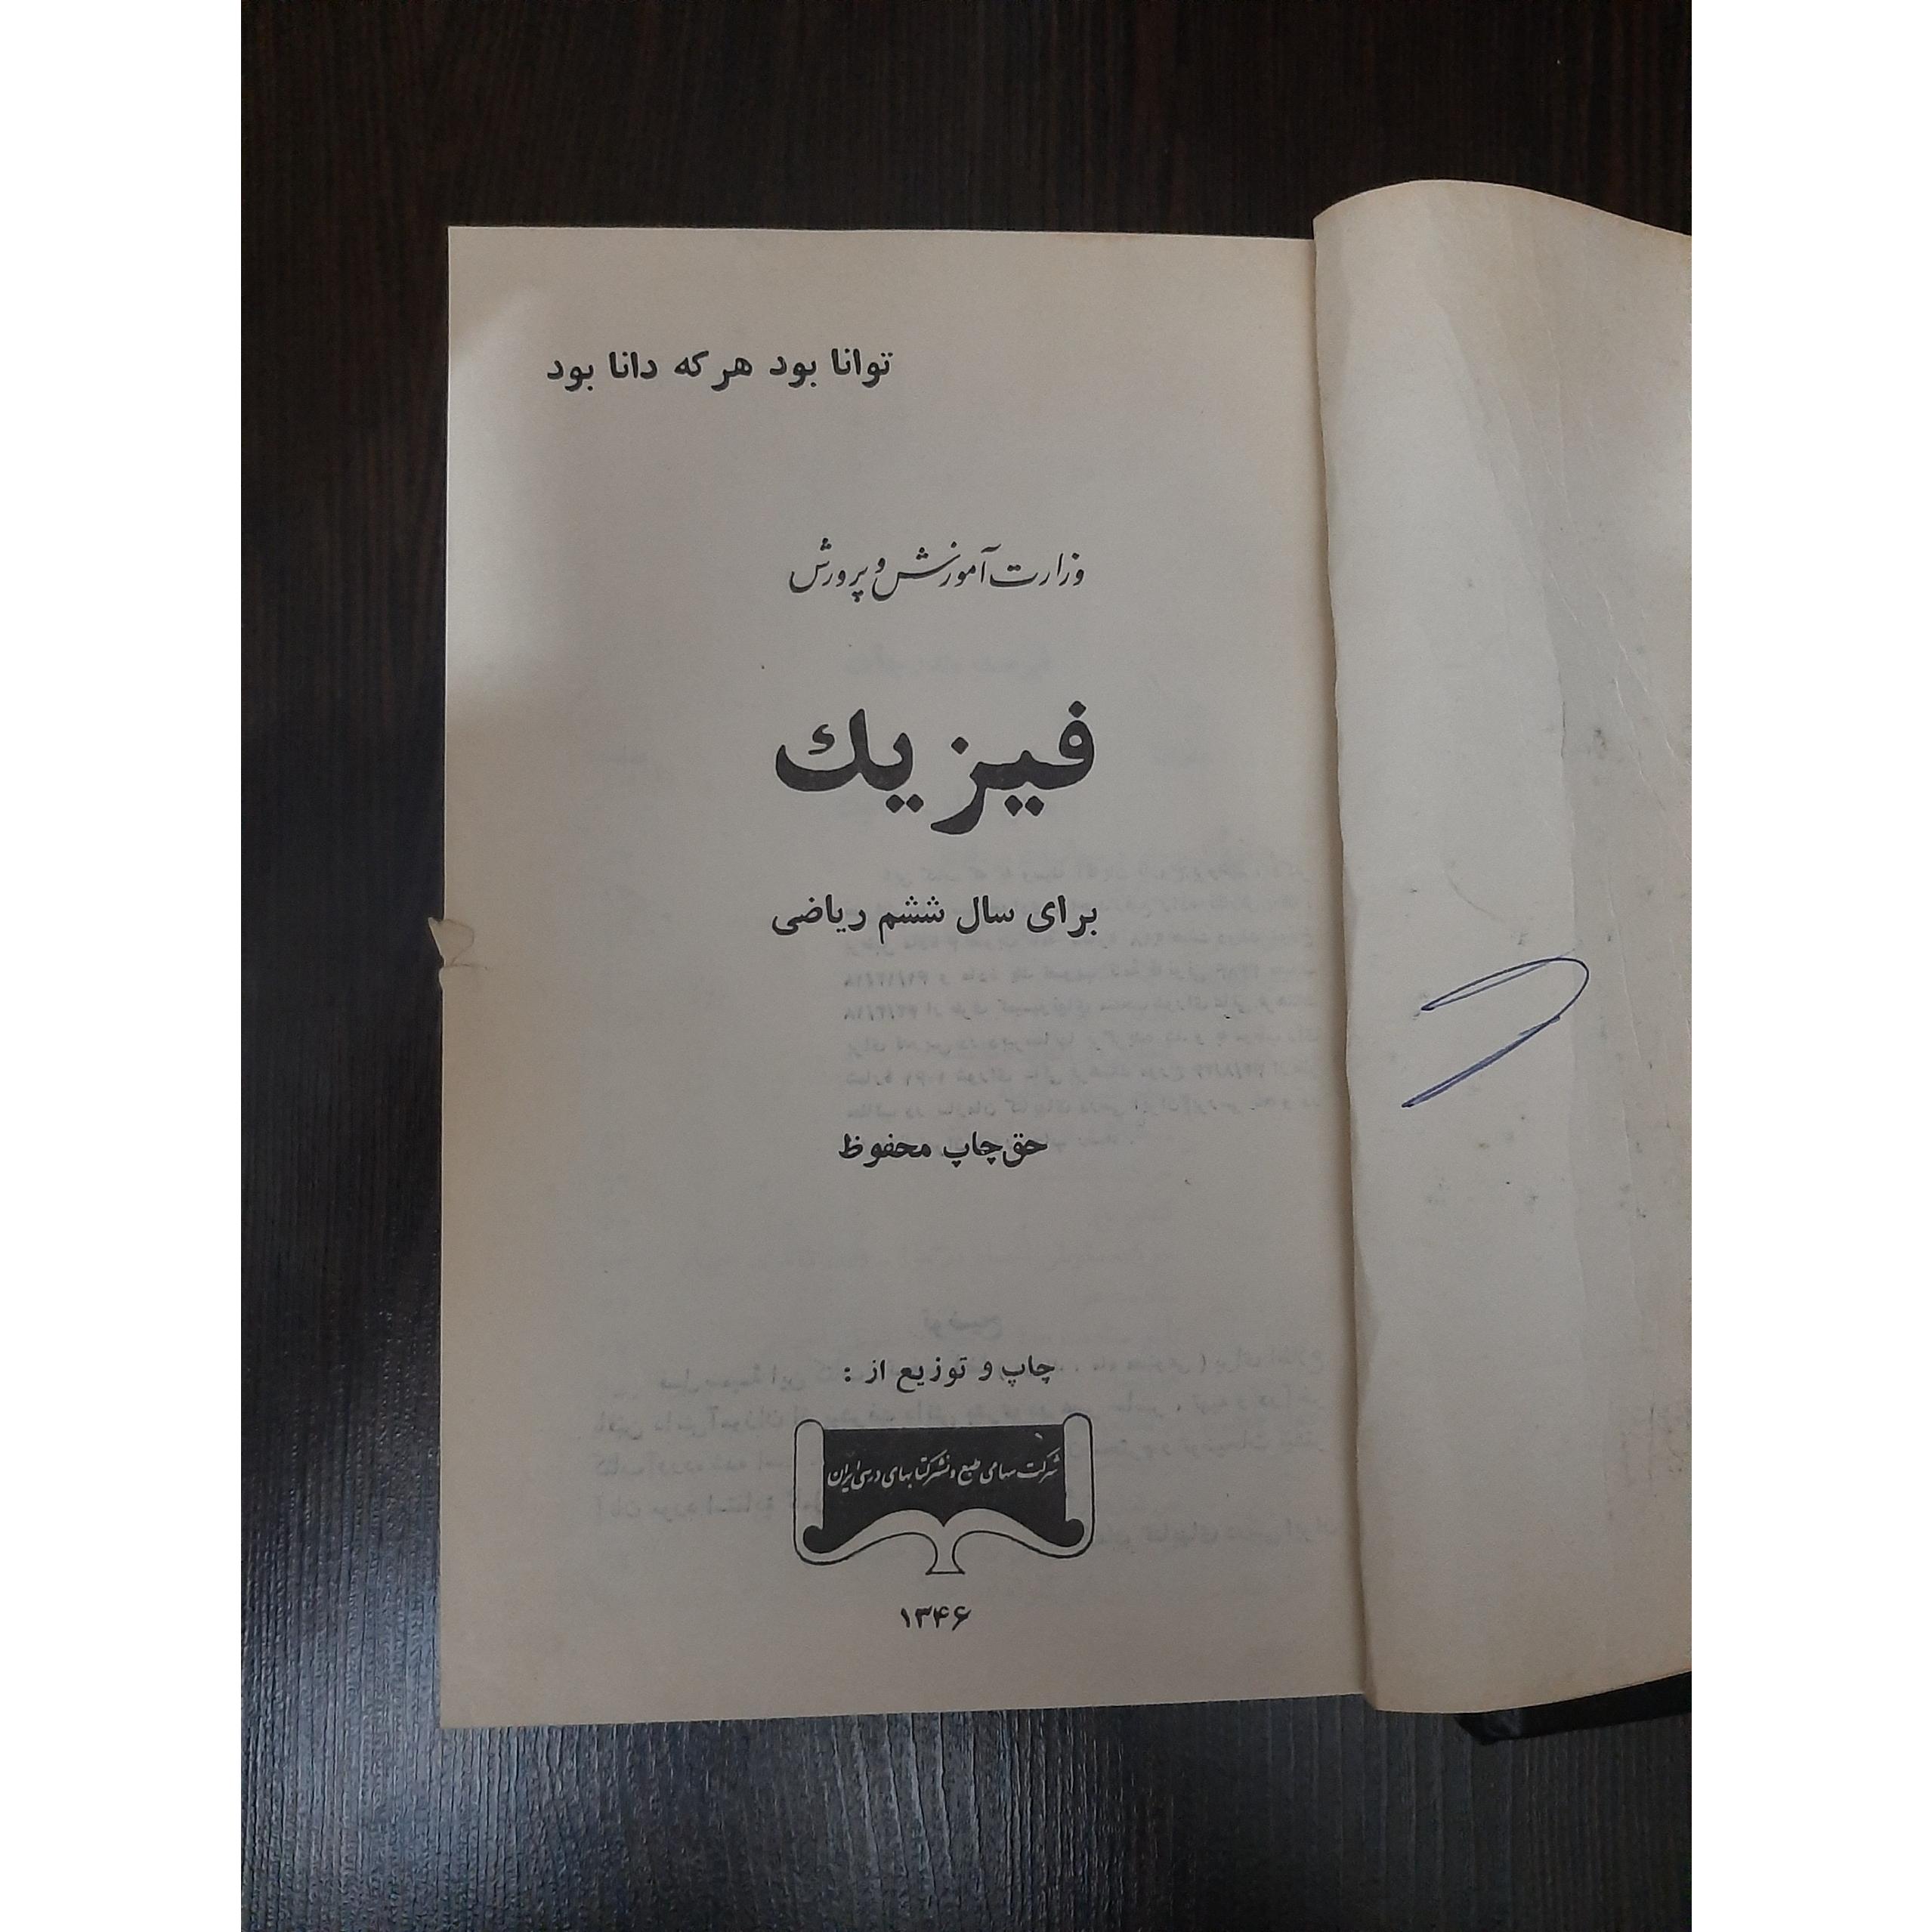 توانا بود هر که دانا بود
وزارت آموزش و پرورش
فیزیك
برای سال ششم ریاضی
حق چاپ محفوظ
چاپ و توزیع از :
شرکت سهامی طبع و نشر کتابهای درسی ایران
۱۳۴۶